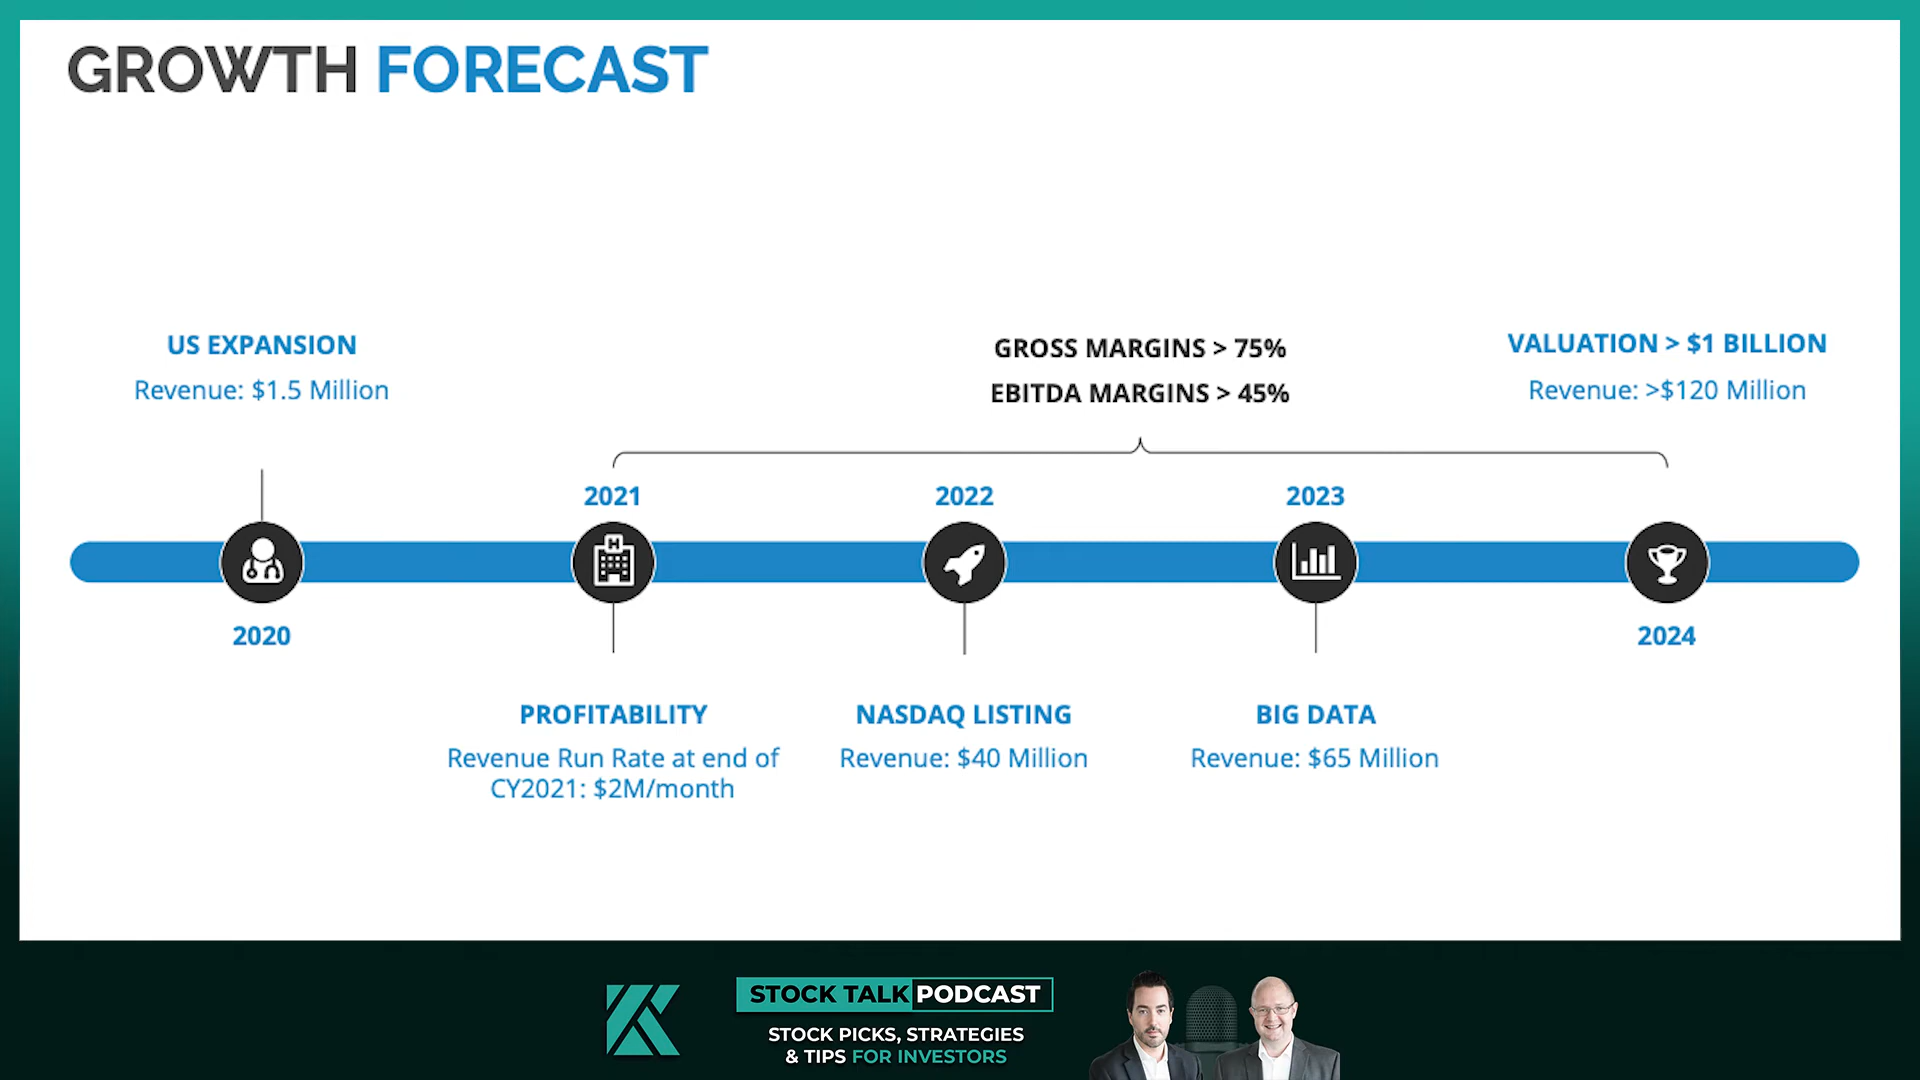 GROWTH FORECAST
US EXPANSION
Revenue: $1.5 Million
GROSS MARGINS > 75%
EBITDA MARGINS > 45%
VALUATION > $1 BILLION
Revenue: >$120 Million
2021
2022
2023
H
2020
2024
PROFITABILITY
Revenue Run Rate at end of
CY2021: $2M/month
NASDAQ LISTING
Revenue: $40 Million
BIG DATA
Revenue: $65 Million
STOCK TALK PODCAST
STOCK PICKS, STRATEGIES
& TIPS FOR INVESTORS